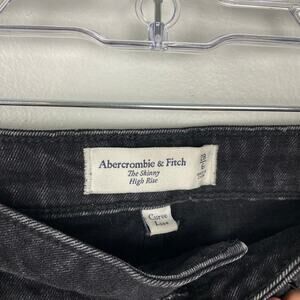 Abercrombie & Fitch
The Skinny
High Rise
Curve
Love